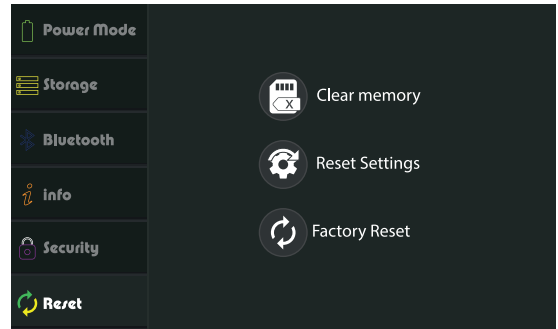 Power Mode
Storage
Bluetooth
info
Security
Reset
Clear memory
Reset Settings
Factory Reset